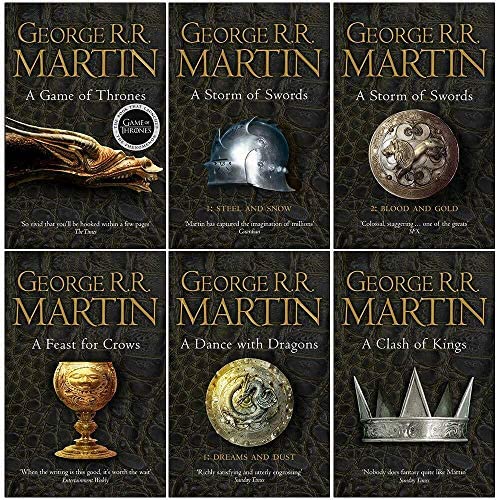 GEORGE R.R.
MARTIN
A Game of Thrones
GAME OF
THRONES
'So vivid that you'll be hooked within a few pages'
The Times
GEORGE R.R.
MARTIN
A Storm of Swords
1: STEEL AND SNOW
'Martin has captured the imagination of millions'
Guardian
GEORGE R.R.
MARTIN
A Storm of Swords
2: BLOOD AND GOLD
'Colossal, staggering ... one of the greats'
SFX
GEORGE R.R.
MARTIN
A Feast for Crows
'When the writing is this good, it's worth the wait'
Entertainment Weekly
GEORGE R.R.
MARTIN
A Dance with Dragons
1: DREAMS AND DUST
'Richly satisfying and utterly engrossing'
Sunday Times
GEORGE R.R.
MARTIN
A Clash of Kings
'Nobody does fantasy quite like Martin'
Sunday Times